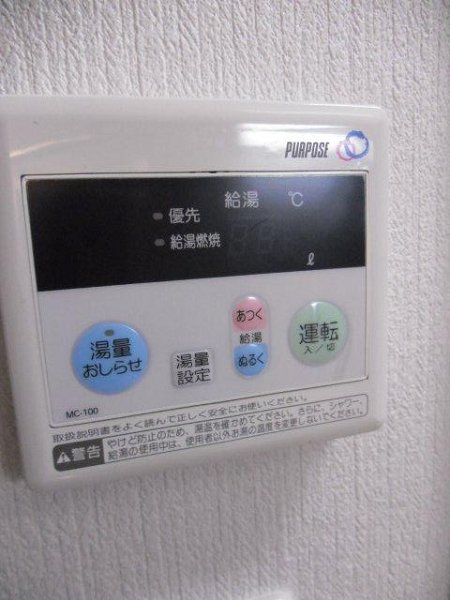 PURPOSE
給湯 ℃
優先
給湯燃焼
ℓ
湯量
おしらせ
湯量
設定
あつく
給湯
ぬるく
運転
入／切
MC-100
取扱説明書をよく読んで正しく安全にお使いください。
警告
やけど防止のため、湯温を確かめてください。さらに、シャワー、
給湯の使用中は、使用者以外お湯の温度を変更しないでください。